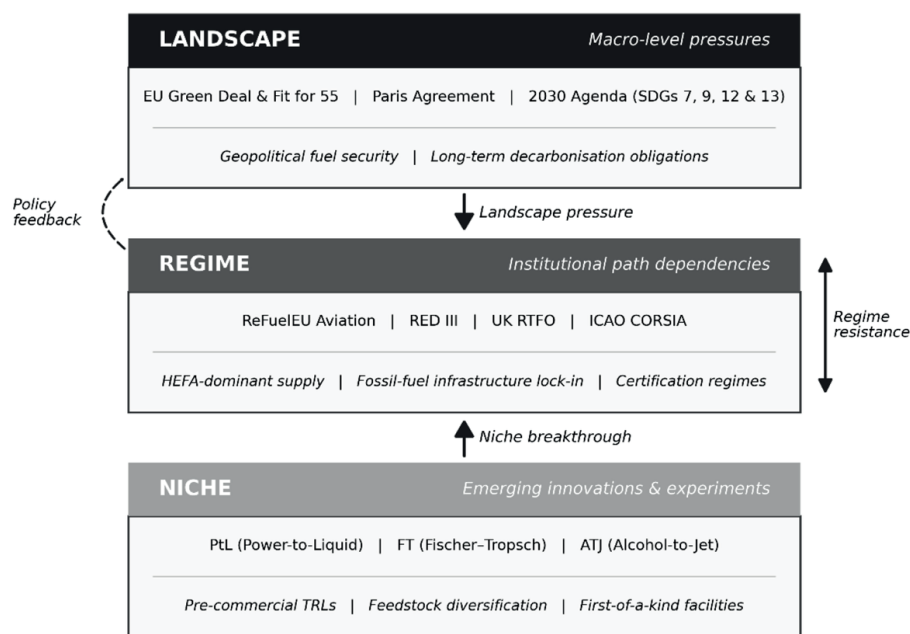 LANDSCAPE
Macro-level pressures
EU Green Deal & Fit for 55 | Paris Agreement | 2030 Agenda (SDGs 7, 9, 12 & 13)
Geopolitical fuel security | Long-term decarbonisation obligations
Policy
feedback
Landscape pressure
REGIME
Institutional path dependencies
ReFuelEU Aviation | RED III | UK RTFO | ICAO CORSIA
HEFA-dominant supply | Fossil-fuel infrastructure lock-in | Certification regimes
Regime
resistance
Niche breakthrough
NICHE
Emerging innovations & experiments
PtL (Power-to-Liquid) | FT (Fischer–Tropsch) | ATJ (Alcohol-to-Jet)
Pre-commercial TRLs | Feedstock diversification | First-of-a-kind facilities